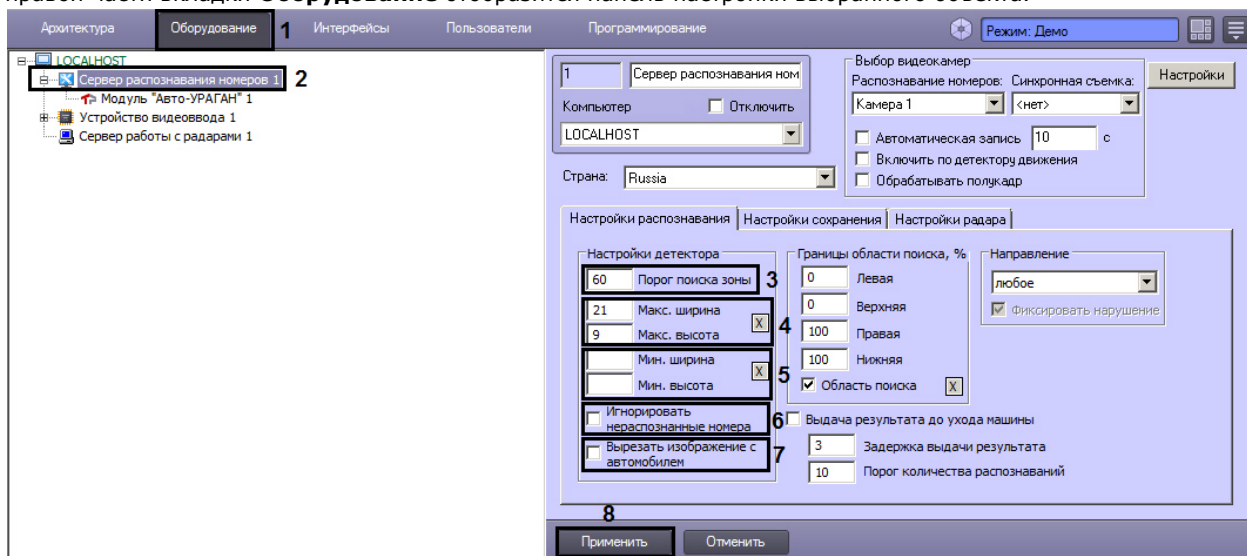 правой части вкладки Оборудование отобразится панель настройки выбранного объекта.
Архитектура Оборудование 1 Интерфейсы Пользователи Программирование Режим: Демо
LOCALHOST
Сервер распознавания номеров 1 2
Модуль "Авто-УРАГАН" 1
Устройство видеоввода 1
Сервер работы с радарами 1
1 Сервер распознавания ном
Компьютер Отключить
LOCALHOST
Страна: Russia
Выбор видеокамер
Распознавание номеров: Синхронная съемка:
Камера 1 <нет>
Автоматическая запись 10 с
Включить по детектору движения
Обрабатывать полукадр
Настройки
Настройки распознавания Настройки сохранения Настройки радара
Настройки детектора
60 Порог поиска зоны 3
21 Макс. ширина
X 4
9 Макс. высота
Мин. ширина
X 5
Мин. высота
Игнорировать
нераспознанные номера 6
Вырезать изображение с
автомобилем 7
Границы области поиска, %
0 Левая
0 Верхняя
100 Правая
100 Нижняя
Область поиска X
Направление
любое
Фиксировать нарушение
Выдача результата до ухода машины
3 Задержка выдачи результата
10 Порог количества распознаваний
8
Применить Отменить